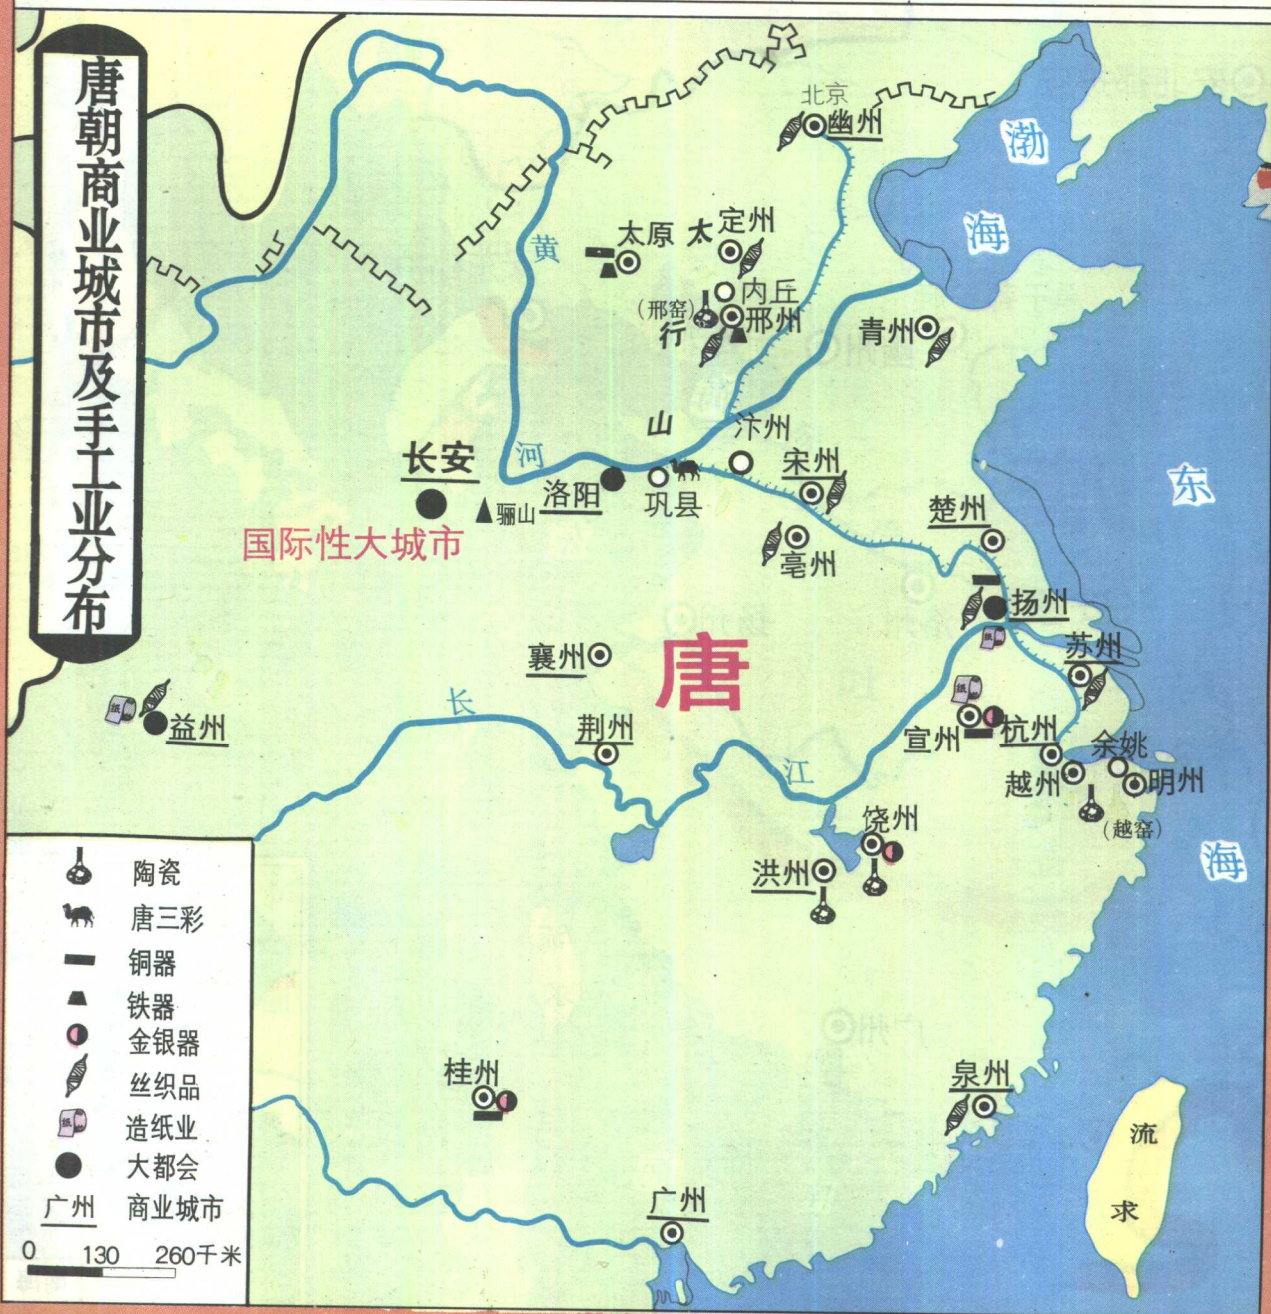 唐朝商业城市及手工业分布
北京
幽州
渤
海
太原
太
定州
内丘
(邢窑)
邢州
行
黄
青州
山
汴州
河
长安
洛阳
巩县
宋州
骊山
国际性大城市
亳州
楚州
扬州
纸
苏州
襄州
唐
纸
益州
长
荆州
纸
宣州
杭州
余姚
江
越州
明州
(越窑)
饶州
洪州
东
海
桂州
泉州
广州
流
求
陶瓷
唐三彩
铜器
铁器
金银器
丝织品
纸
造纸业
大都会
广州
商业城市
0 130 260千米